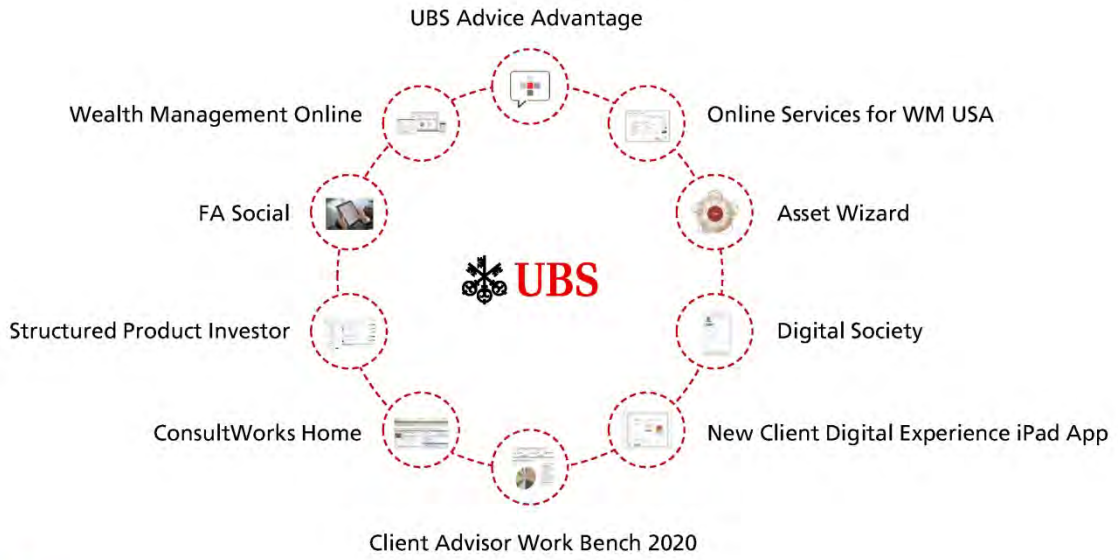 UBS Advice Advantage
Wealth Management Online
Online Services for WM USA
FA Social
Asset Wizard
UBS
Structured Product Investor
Digital Society
ConsultWorks Home
New Client Digital Experience iPad App
Client Advisor Work Bench 2020